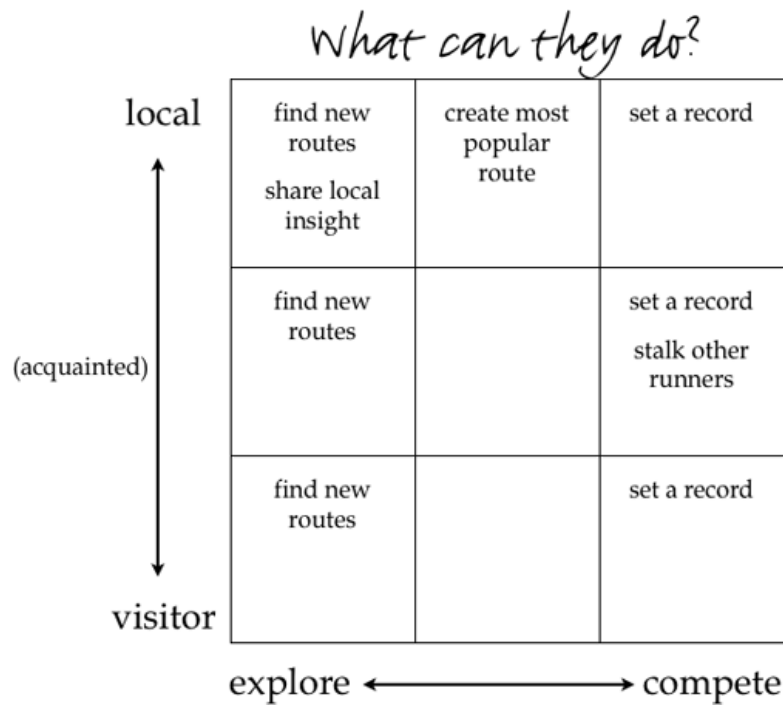 What can they do?
local
find new
routes
share local
insight
create most
popular
route
set a record
(acquainted)
find new
routes
set a record
stalk other
runners
find new
routes
set a record
visitor
explore
compete